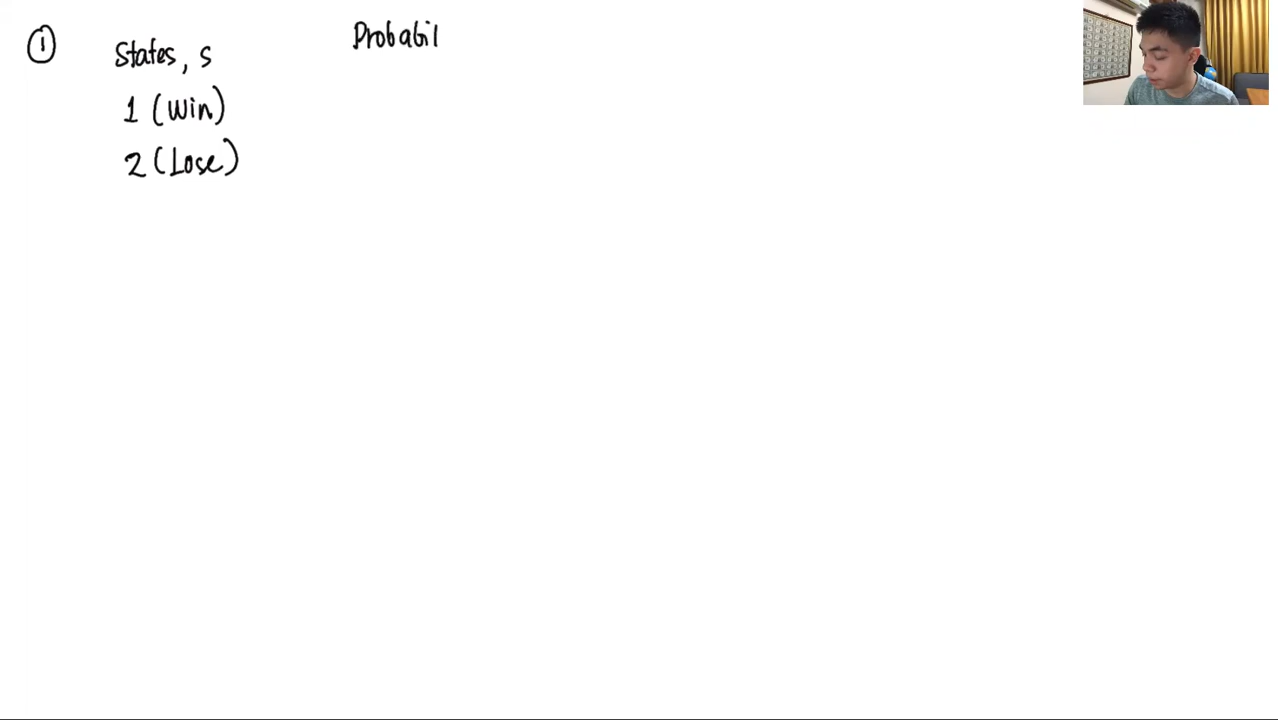 ① States, s Probabil
1 (Win)
2 (Lose)